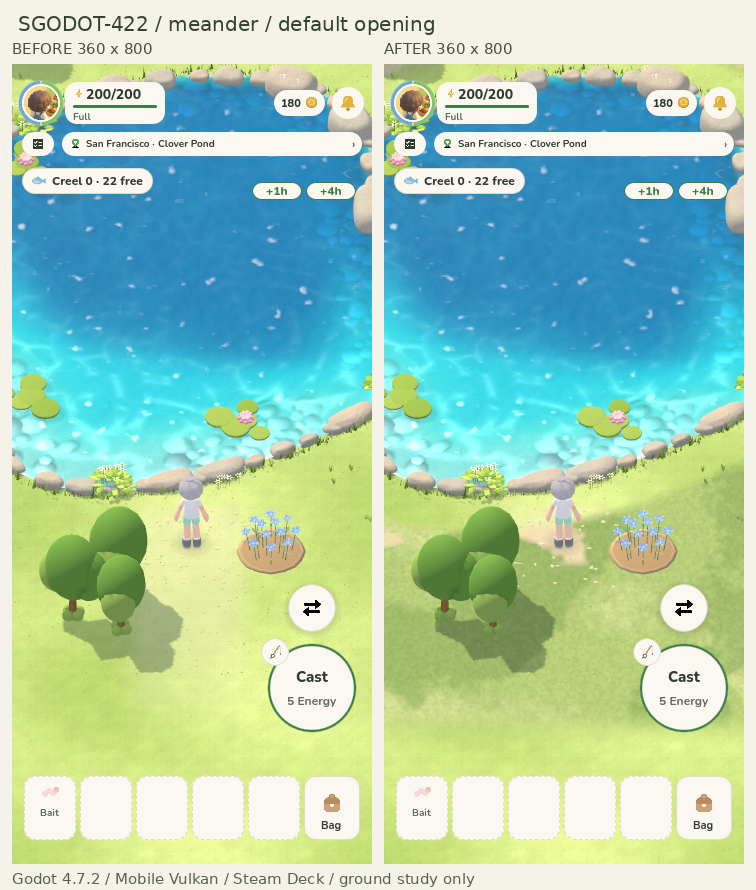 SGODOT-422 / meander / default opening
BEFORE 360 x 800
AFTER 360 x 800
200/200
Full
180
San Francisco · Clover Pond ›
Creel 0 · 22 free
+1h +4h
Cast
5 Energy
Bait
Bag
200/200
Full
180
San Francisco · Clover Pond ›
Creel 0 · 22 free
+1h +4h
Cast
5 Energy
Bait
Bag
Godot 4.7.2 / Mobile Vulkan / Steam Deck / ground study only